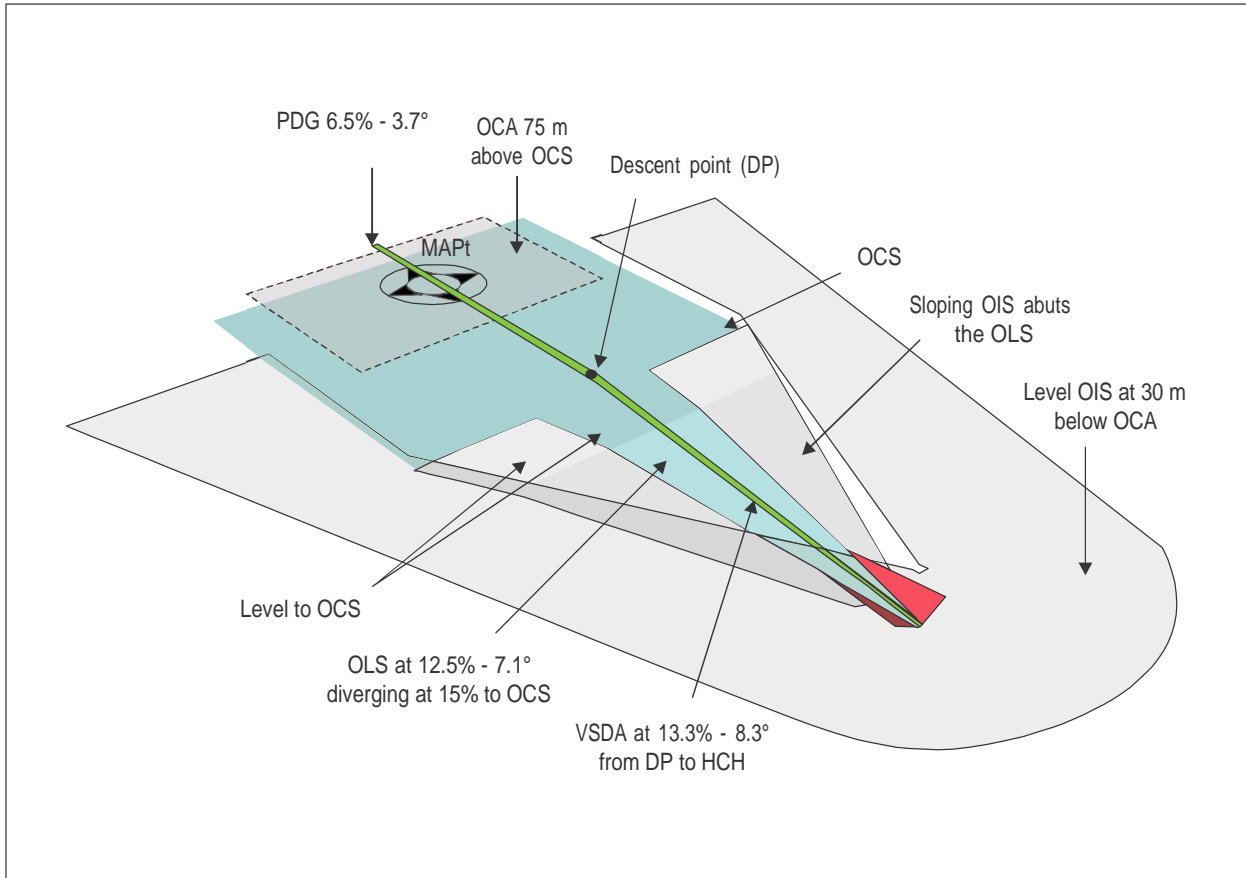 PDG 6.5% - 3.7°
OCA 75 m
above OCS
Descent point (DP)
MAPt
OCS
Sloping OIS abuts
the OLS
Level OIS at 30 m
below OCA
Level to OCS
OLS at 12.5% - 7.1°
diverging at 15% to OCS
VSDA at 13.3% - 8.3°
from DP to HCH